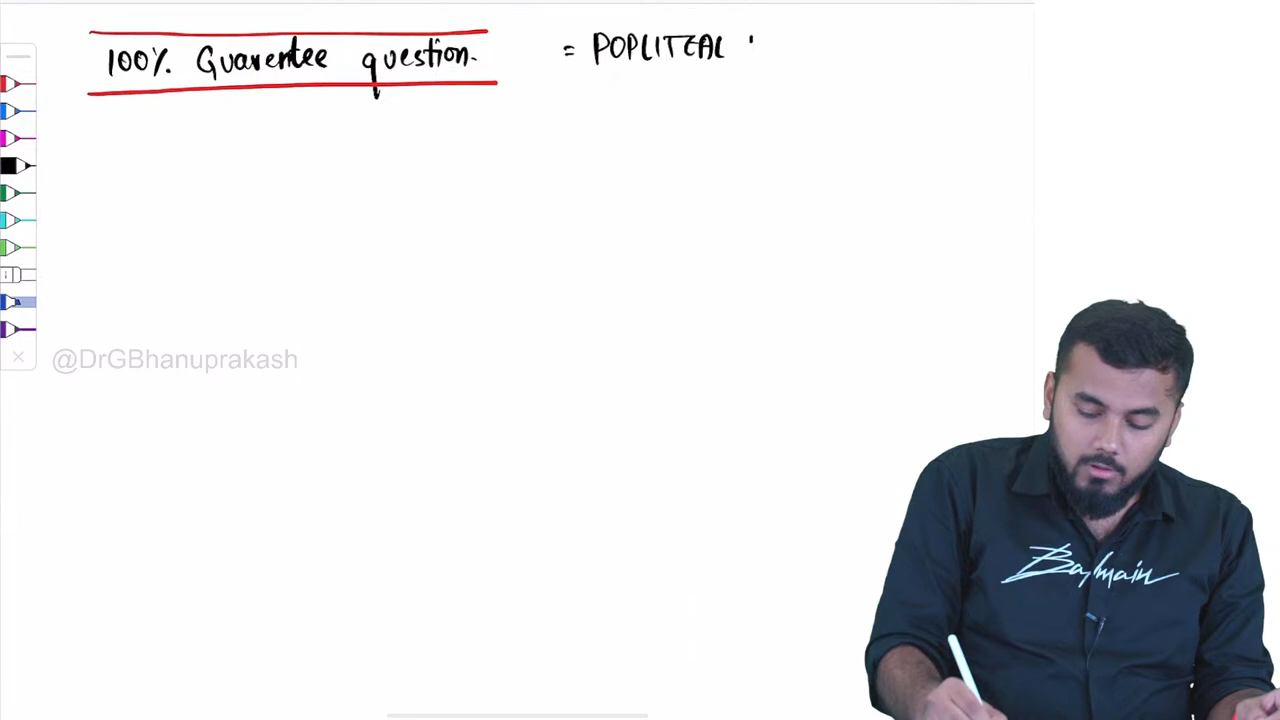 100% Guarentee question. = POPLITEAL
@DrGBhanuprakash
Balmain